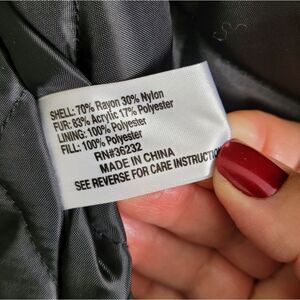 SHELL: 70% Rayon 30% Nylon
FUR: 83% Acrylic 17% Polyester
LINING: 100% Polyester
FILL: 100% Polyester
RN#36232
MADE IN CHINA
SEE REVERSE FOR CARE INSTRUCTIO